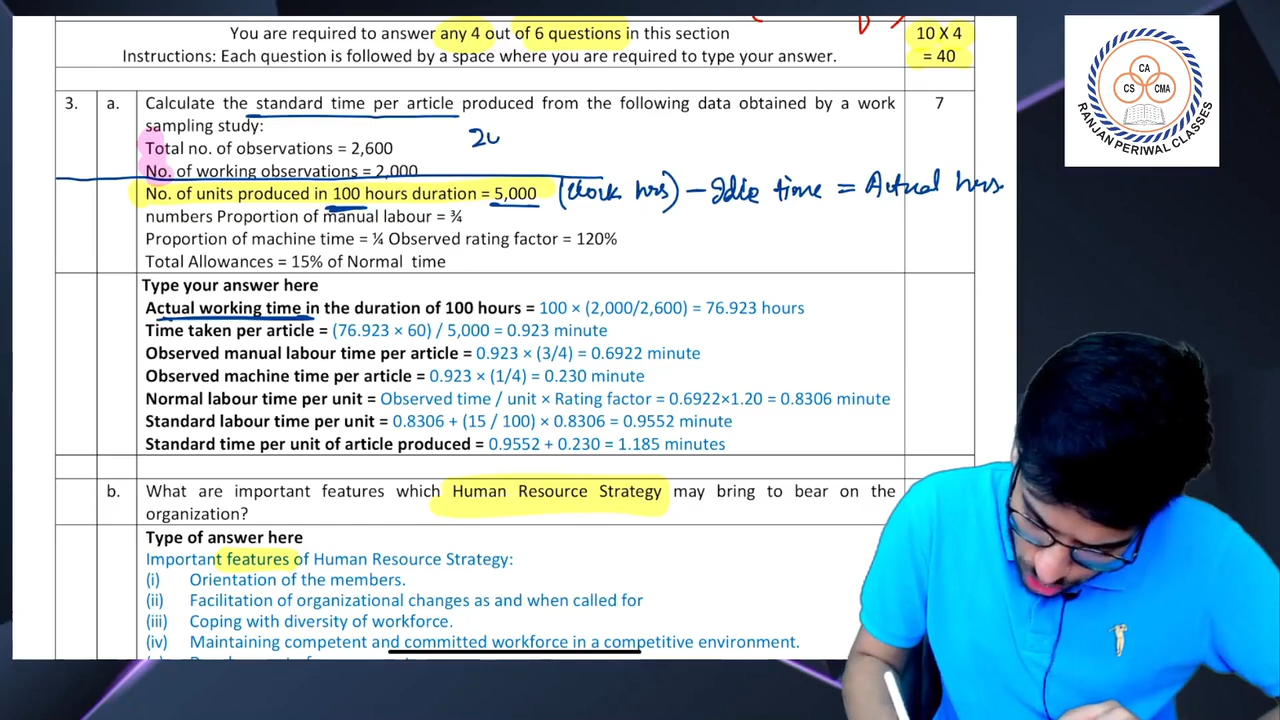 You are required to answer any 4 out of 6 questions in this section
Instructions: Each question is followed by a space where you are required to type your answer.
10 X 4
= 40
3. a. Calculate the standard time per article produced from the following data obtained by a work
sampling study:
7
Total no. of observations = 2,600
No. of working observations = 2,000
No. of units produced in 100 hours duration = 5,000
(Clock hrs) - Idle time = Actual hrs
numbers Proportion of manual labour = ¾
Proportion of machine time = ¼ Observed rating factor = 120%
Total Allowances = 15% of Normal time
Type your answer here
Actual working time in the duration of 100 hours = 100 × (2,000/2,600) = 76.923 hours
Time taken per article = (76.923 × 60) / 5,000 = 0.923 minute
Observed manual labour time per article = 0.923 × (3/4) = 0.6922 minute
Observed machine time per article = 0.923 × (1/4) = 0.230 minute
Normal labour time per unit = Observed time / unit × Rating factor = 0.6922×1.20 = 0.8306 minute
Standard labour time per unit = 0.8306 + (15 / 100) × 0.8306 = 0.9552 minute
Standard time per unit of article produced = 0.9552 + 0.230 = 1.185 minutes
b. What are important features which Human Resource Strategy may bring to bear on the
organization?
Type of answer here
Important features of Human Resource Strategy:
(i) Orientation of the members.
(ii) Facilitation of organizational changes as and when called for
(iii) Coping with diversity of workforce.
(iv) Maintaining competent and committed workforce in a competitive environment.
CA
CS
CMA
RANJAN PERIWAL CLASSES